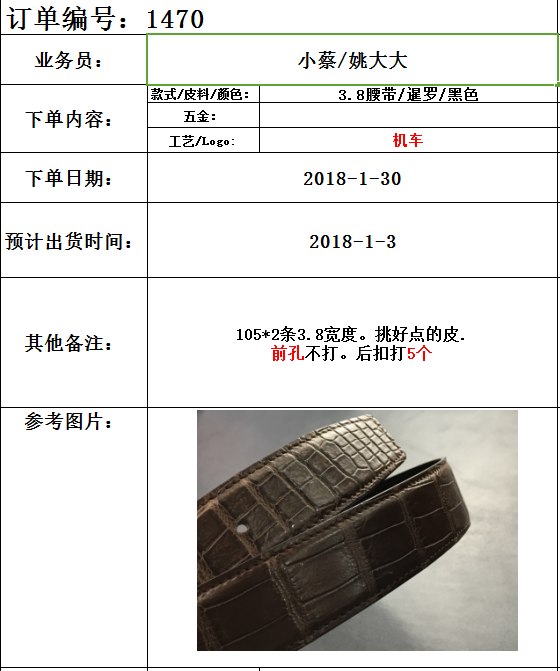 订单编号：1470
业务员：
小蔡/姚大大
下单内容：
款式/皮料/颜色：
3.8腰带/暹罗/黑色
五金：
工艺/Logo:
机车
下单日期：
2018-1-30
预计出货时间：
2018-1-3
其他备注：
105*2条3.8宽度。挑好点的皮.
前孔不打。后扣打5个
参考图片：